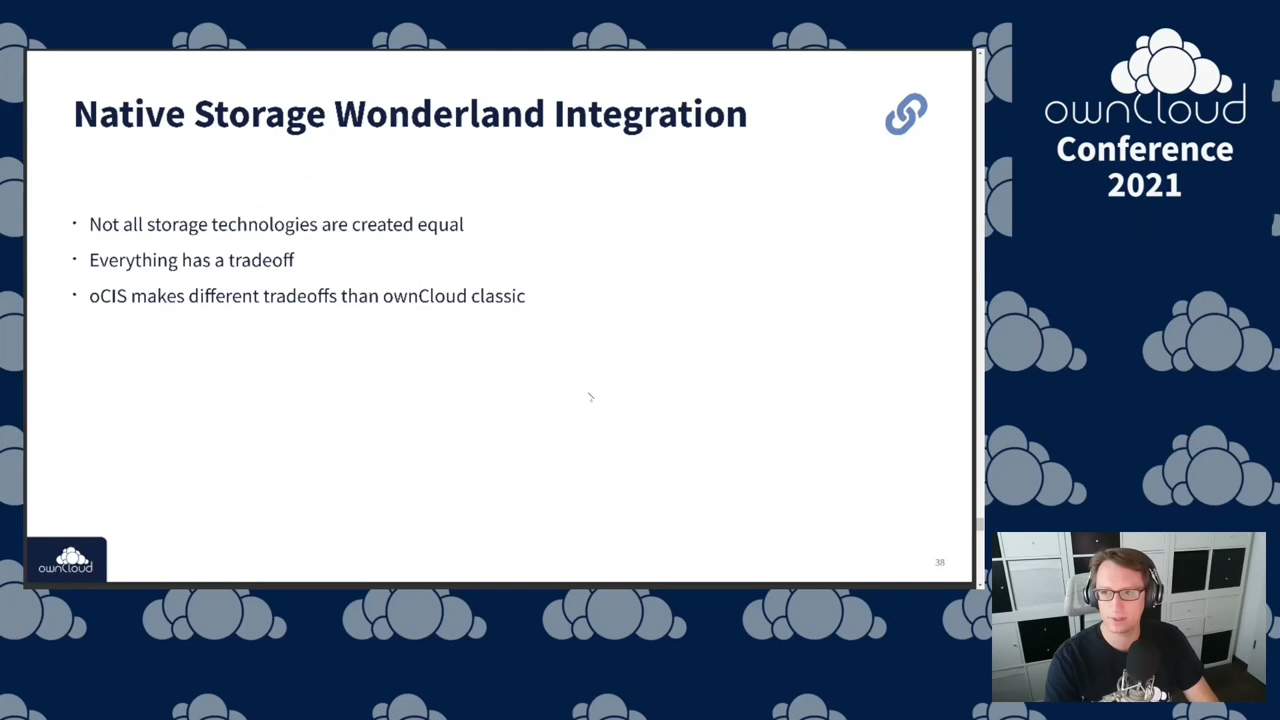 Native Storage Wonderland Integration
· Not all storage technologies are created equal
· Everything has a tradeoff
· oCIS makes different tradeoffs than ownCloud classic
ownCloud
38
ownCloud
Conference
2021